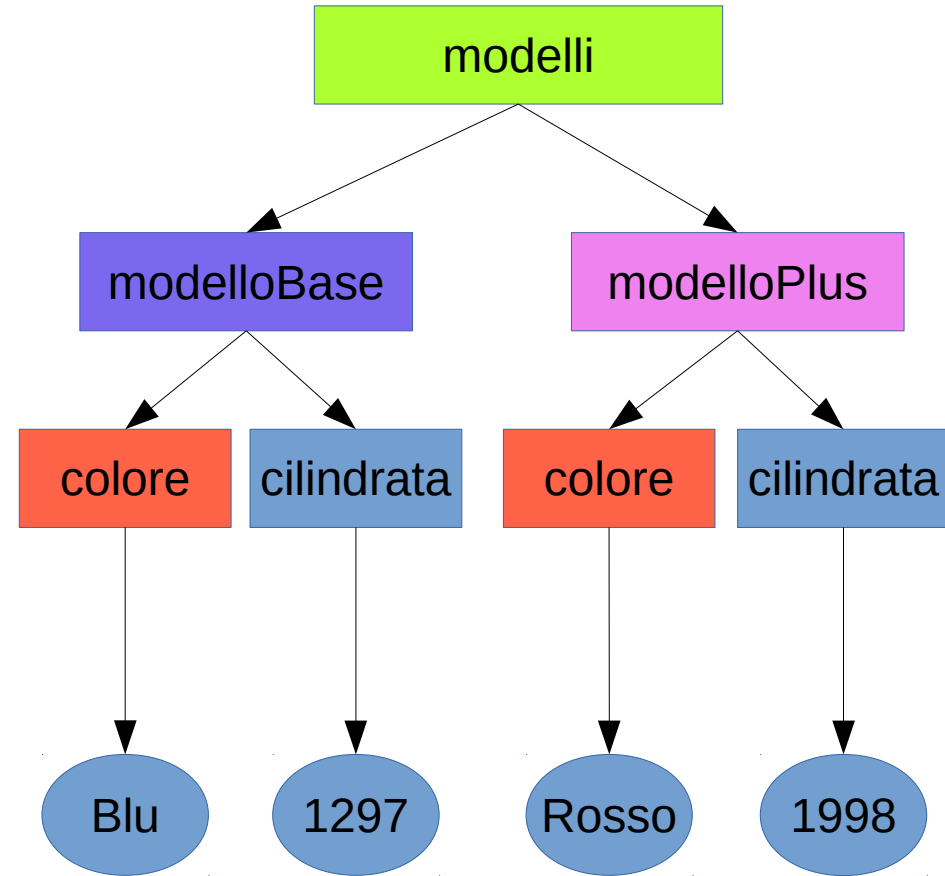 modelli
modelloBase
modelloPlus
colore
cilindrata
colore
cilindrata
Blu
1297
Rosso
1998